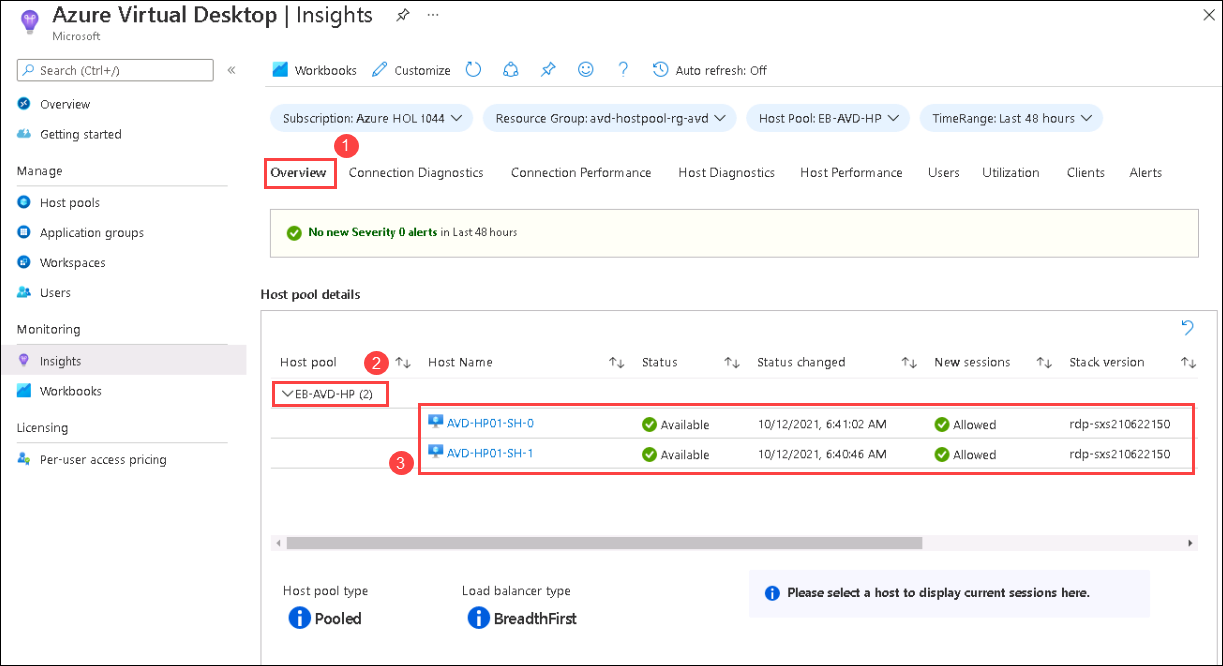 Azure Virtual Desktop | Insights ...
Microsoft
Search (Ctrl+/) «
Overview
Getting started
Manage
Host pools
Application groups
Workspaces
Users
Monitoring
Insights
Workbooks
Licensing
Per-user access pricing
Workbooks Customize ? Auto refresh: Off
Subscription: Azure HOL 1044 Resource Group: avd-hostpool-rg-avd Host Pool: EB-AVD-HP TimeRange: Last 48 hours
1
Overview Connection Diagnostics Connection Performance Host Diagnostics Host Performance Users Utilization Clients Alerts
No new Severity 0 alerts in Last 48 hours
Host pool details
Host pool 2 Host Name Status Status changed New sessions Stack version
EB-AVD-HP (2)
AVD-HP01-SH-0 Available 10/12/2021, 6:41:02 AM Allowed rdp-sxs210622150
3 AVD-HP01-SH-1 Available 10/12/2021, 6:40:46 AM Allowed rdp-sxs210622150
Host pool type Load balancer type Please select a host to display current sessions here.
Pooled BreadthFirst